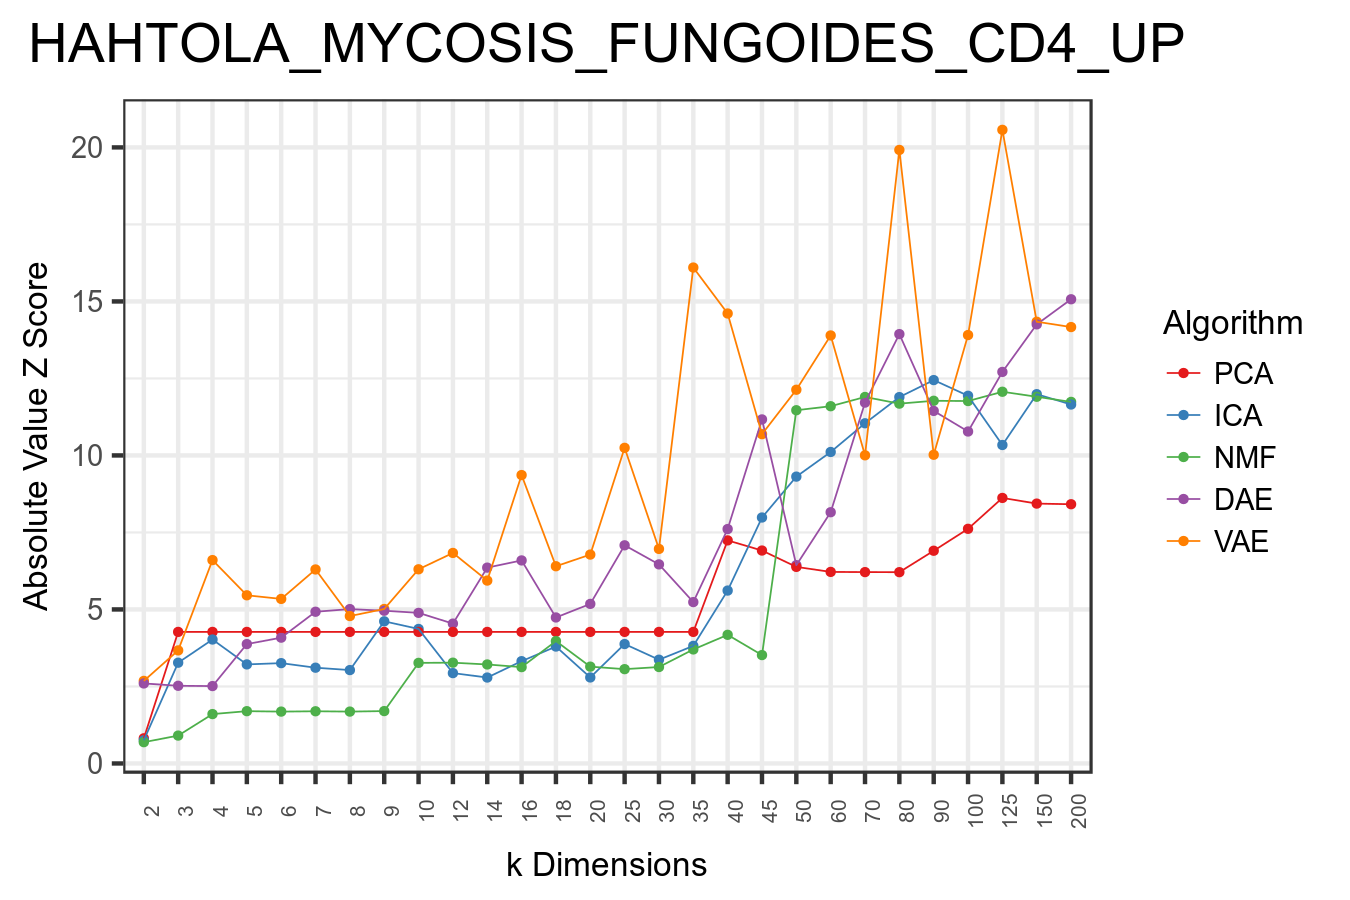 HAHTOLA_MYCOSIS_FUNGOIDES_CD4_UP
Absolute Value Z Score
20
15
10
5
0
2 3 4 5 6 7 8 9 10 12 14 16 18 20 25 30 35 40 45 50 60 70 80 90 100 125 150 200
k Dimensions
Algorithm
PCA
ICA
NMF
DAE
VAE